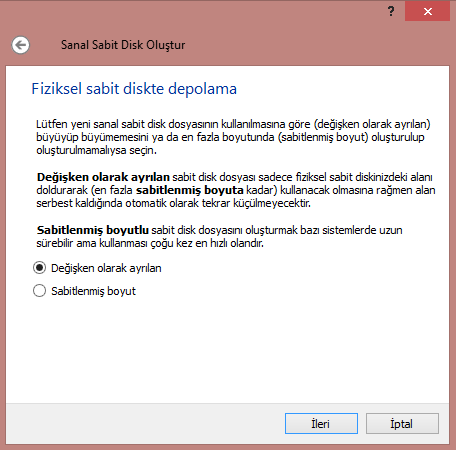 ?
Sanal Sabit Disk Oluştur
Fiziksel sabit diskte depolama
Lütfen yeni sanal sabit disk dosyasının kullanılmasına göre (değişken olarak ayrılan)
büyüyüp büyümemesini ya da en fazla boyutunda (sabitlenmiş boyut) oluşturulup
oluşturulmamalıysa seçin.
Değişken olarak ayrılan sabit disk dosyası sadece fiziksel sabit diskinizdeki alanı
doldurarak (en fazla sabitlenmiş boyuta kadar) kullanacak olmasına rağmen alan
serbest kaldığında otomatik olarak tekrar küçülmeyecektir.
Sabitlenmiş boyutlu sabit disk dosyasını oluşturmak bazı sistemlerde uzun
sürebilir ama kullanması çoğu kez en hızlı olandır.
Değişken olarak ayrılan
Sabitlenmiş boyut
İleri
İptal